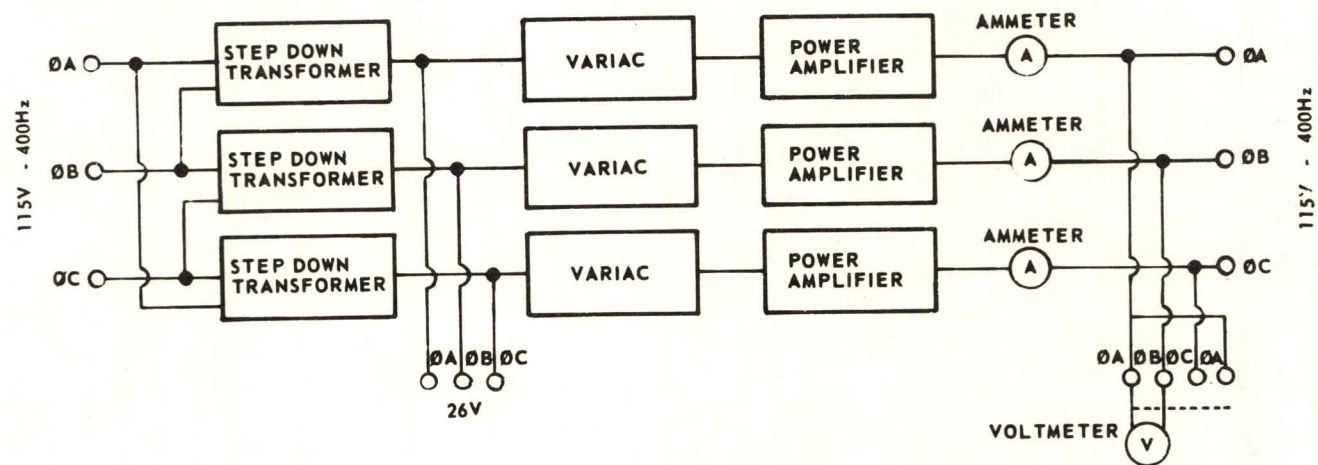 AMMETER
ØA
STEP DOWN
TRANSFORMER
VARIAC
POWER
AMPLIFIER
A
ØA
115V - 400Hz
AMMETER
ØB
STEP DOWN
TRANSFORMER
VARIAC
POWER
AMPLIFIER
A
ØB
115V - 400Hz
AMMETER
ØC
STEP DOWN
TRANSFORMER
VARIAC
POWER
AMPLIFIER
A
ØC
ØA ØB ØC
26V
ØA ØB ØC ØA
VOLTMETER
V